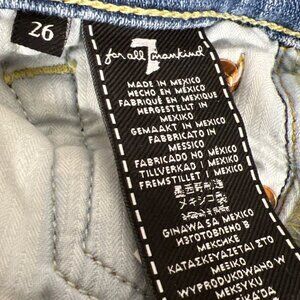 26
7
for all mankind
MADE IN MEXICO
HECHO EN MÉXICO
FABRIQUÉ EN MEXIQUE
HERGESTELLT IN
MEXIKO
GEMAAKT IN MEXICO
FABBRICATO IN
MESSICO
FABRICADO NO MÉXICO
TILLVERKAD I MEXIKO
FREMSTILLET I MEXICO
墨西哥制造
メキシコ製
GINAWA SA MEXICO
ИЗГОТОВЛЕНО В
МЕКСИКЕ
ΚΑΤΑΣΚΕΥΑΖΕΤΑΙ ΣΤΟ
ΜΕΞΙΚΟ
WYPRODUKOWANO W
MEKSYKU